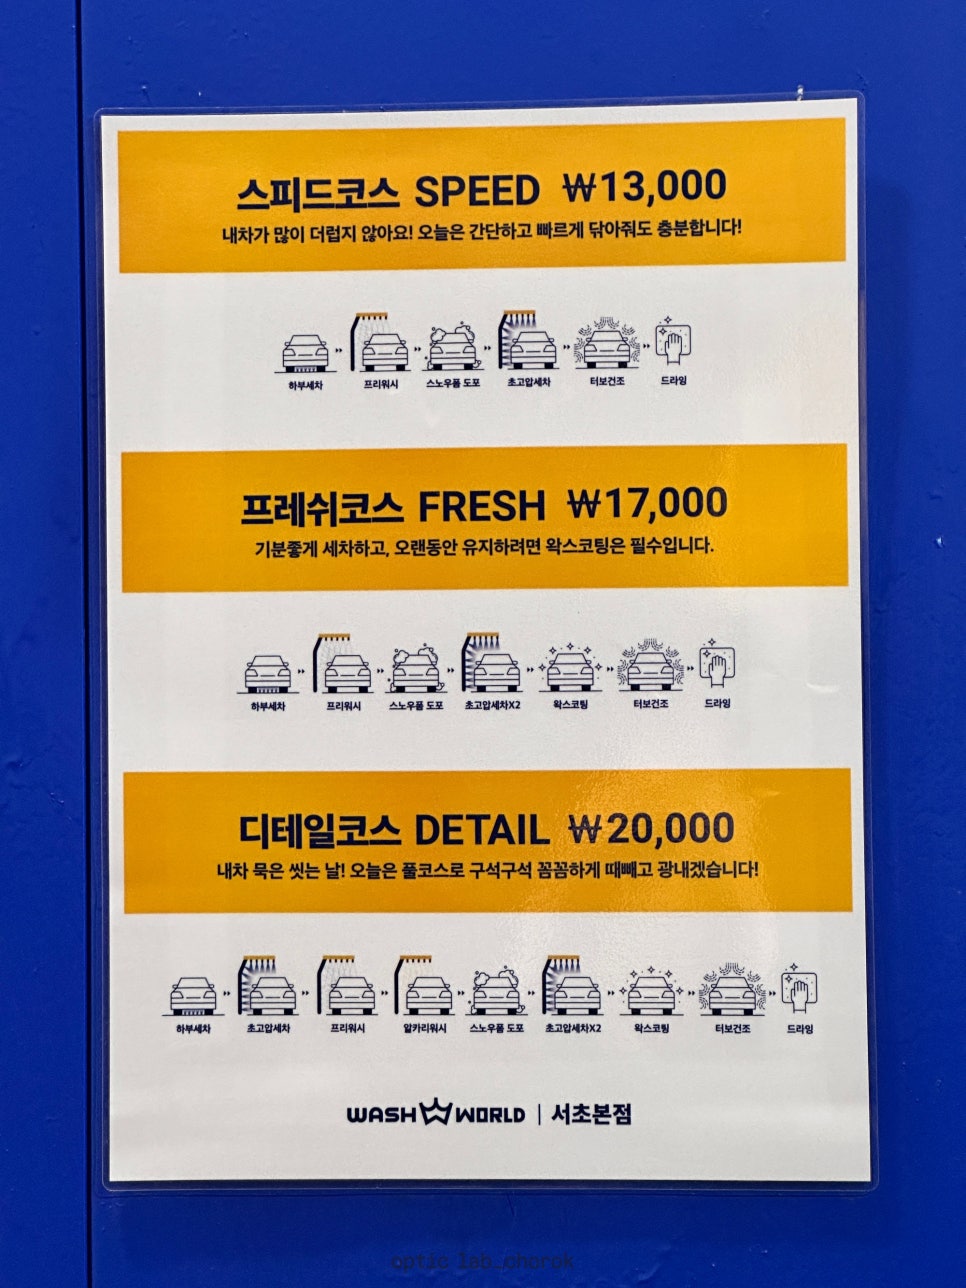 스피드코스 SPEED ₩13,000
내차가 많이 더럽지 않아요! 오늘은 간단하고 빠르게 닦아줘도 충분합니다!
하부세차 프리워시 스노우폼 도포 초고압세차 터보건조 드라잉
프레쉬코스 FRESH ₩17,000
기분좋게 세차하고, 오랜동안 유지하려면 왁스코팅은 필수입니다.
하부세차 프리워시 스노우폼 도포 초고압세차X2 왁스코팅 터보건조 드라잉
디테일코스 DETAIL ₩20,000
내차 묵은 씻는 날! 오늘은 풀코스로 구석구석 꼼꼼하게 때빼고 광내겠습니다!
하부세차 초고압세차 프리워시 알카리워시 스노우폼 도포 초고압세차X2 왁스코팅 터보건조 드라잉
WASH WORLD | 서초본점
optic lab_chorok